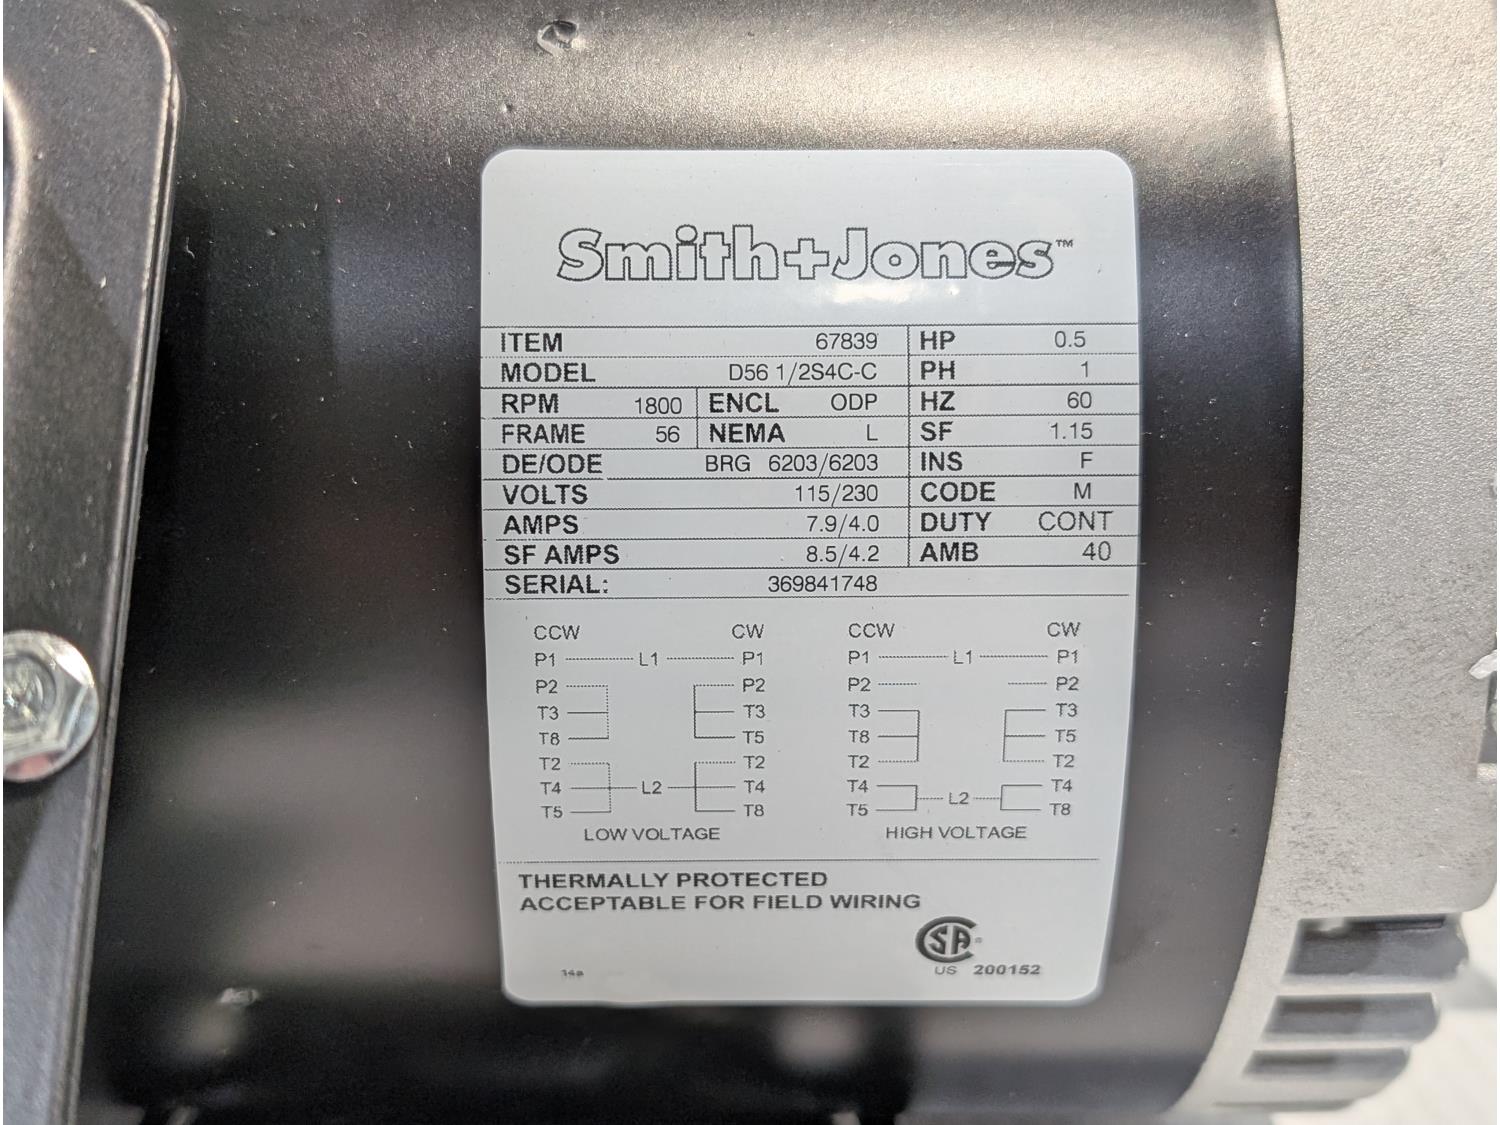 Smith+Jones™
ITEM 67839 HP 0.5
MODEL D56 1/2S4C-C PH 1
RPM 1800 ENCL ODP HZ 60
FRAME 56 NEMA L SF 1.15
DE/ODE BRG 6203/6203 INS F
VOLTS 115/230 CODE M
AMPS 7.9/4.0 DUTY CONT
SF AMPS 8.5/4.2 AMB 40
SERIAL: 369841748
CCW CW CCW CW
P1 L1 P1 P1 L1 P1
P2 P2 P2 P2
T3 T3 T3 T3
T8 T5 T8 T5
T2 T2 T2 T2
T4 L2 T4 T4 L2 T4
T5 T8 T5 T8
LOW VOLTAGE HIGH VOLTAGE
THERMALLY PROTECTED
ACCEPTABLE FOR FIELD WIRING
CSA®
US 200152